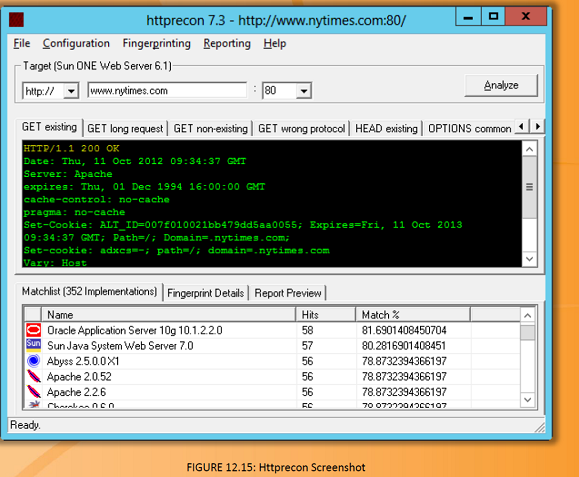 httprecon 7.3 - http://www.nytimes.com:80/
File Configuration Fingerprinting Reporting Help
Target (Sun ONE Web Server 6.1)
http:// www.nytimes.com : 80 Analyze
GET existing GET long request GET non-existing GET wrong protocol HEAD existing OPTIONS common
HTTP/1.1 200 OK
Date: Thu, 11 Oct 2012 09:34:37 GMT
Server: Apache
expires: Thu, 01 Dec 1994 16:00:00 GMT
cache-control: no-cache
pragma: no-cache
Set-Cookie: ALT_ID=007f010021bb479dd5aa0055; Expires=Fri, 11 Oct 2013
09:34:37 GMT; Path=/; Domain=.nytimes.com;
Set-cookie: adxcs=-; path=/; domain=.nytimes.com
Vary: Host
Matchlist (352 Implementations) Fingerprint Details Report Preview
Name Hits Match %
Oracle Application Server 10g 10.1.2.2.0 58 81.6901408450704
Sun Sun Java System Web Server 7.0 57 80.2816901408451
Abyss 2.5.0.0 X1 56 78.8732394366197
Apache 2.0.52 56 78.8732394366197
Apache 2.2.6 56 78.8732394366197
Cherokee 0.6.0 56 78.8732394366197
Ready.
FIGURE 12.15: Httprecon Screenshot